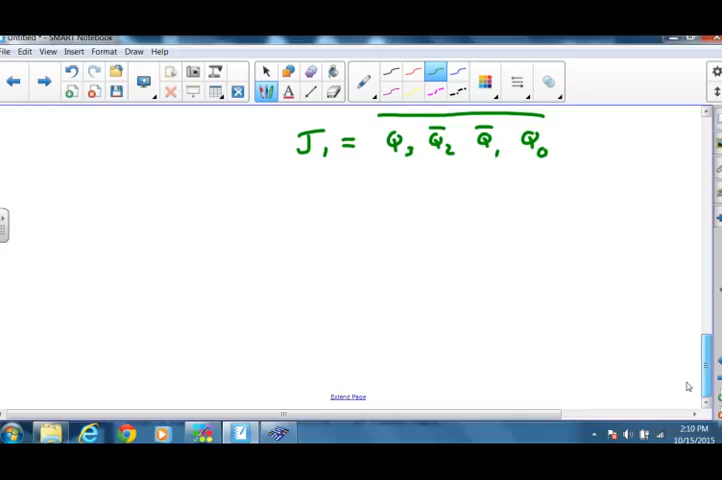 Untitled * - SMART Notebook
File Edit View Insert Format Draw Help
J₁ = \overline{Q₃ Q̅₂ Q̅₁ Q₀}
Extend Page
2:10 PM
10/15/2015